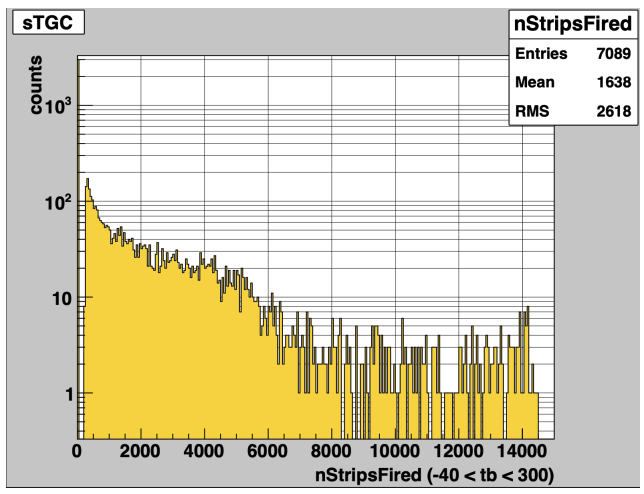 sTGC
nStripsFired
Entries 7089
Mean 1638
RMS 2618
counts
10³
10²
10
1
0 2000 4000 6000 8000 10000 12000 14000
nStripsFired (-40 < tb < 300)